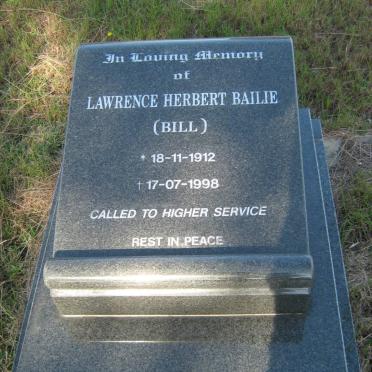 In Loving Memory
of
LAWRENCE HERBERT BAILIE
(BILL)
* 18-11-1912
† 17-07-1998
CALLED TO HIGHER SERVICE
REST IN PEACE